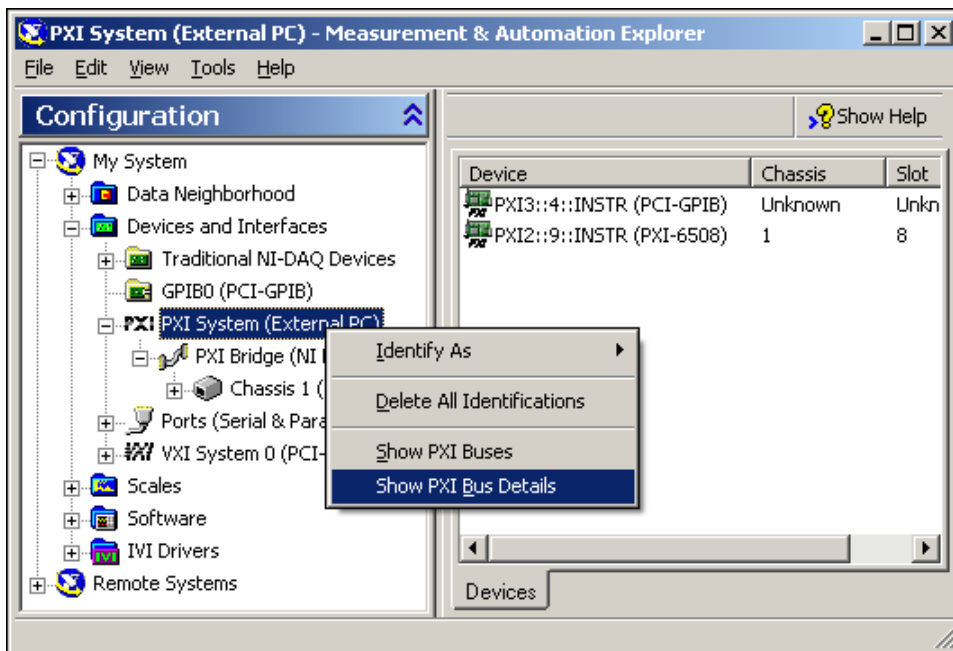 PXI System (External PC) - Measurement & Automation Explorer
File Edit View Tools Help
Configuration
Show Help
My System
Data Neighborhood
Devices and Interfaces
Traditional NI-DAQ Devices
GPIB0 (PCI-GPIB)
PXI PXI System (External PC)
PXI Bridge (NI
Chassis 1 (
Ports (Serial & Para
VXI System 0 (PCI-
Scales
Software
IVI Drivers
Remote Systems
Identify As
Delete All Identifications
Show PXI Buses
Show PXI Bus Details
Device Chassis Slot
PXI3::4::INSTR (PCI-GPIB) Unknown Unkn
PXI2::9::INSTR (PXI-6508) 1 8
Devices